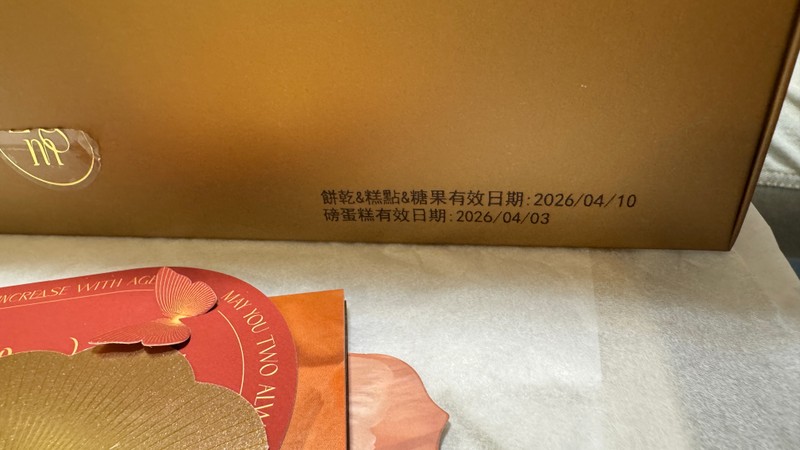 餅乾&糕點&糖果有效日期:2026/04/10
磅蛋糕有效日期:2026/04/03
INCREASE WITH AGE
MAY YOU TWO